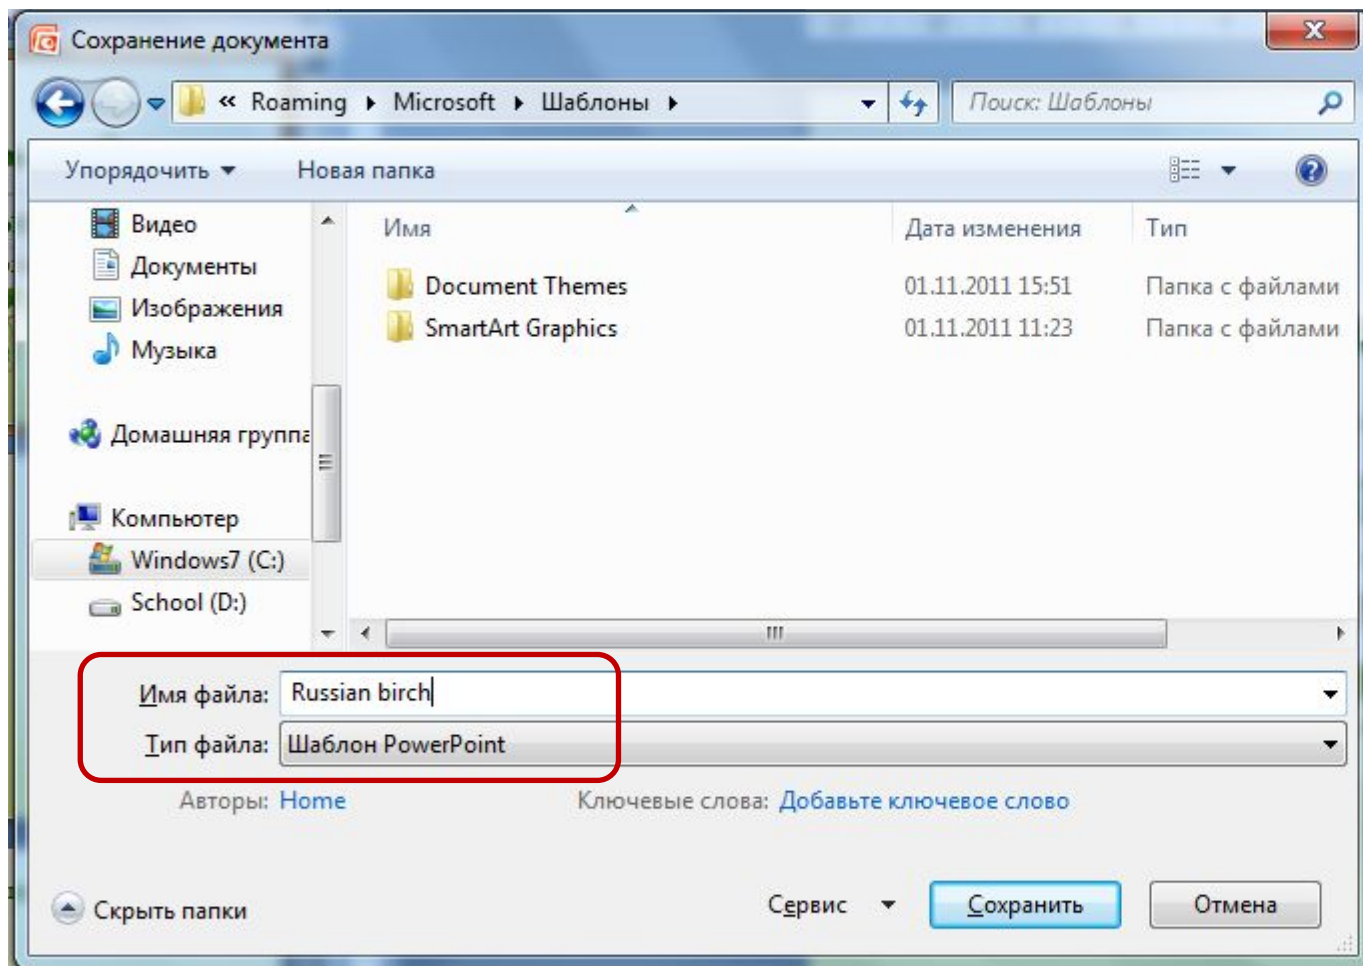 Сохранение документа
« Roaming Microsoft Шаблоны Поиск: Шаблоны
Упорядочить Новая папка
Имя Дата изменения Тип
Видео
Документы
Изображения
Музыка
Document Themes 01.11.2011 15:51 Папка с файлами
SmartArt Graphics 01.11.2011 11:23 Папка с файлами
Домашняя группа
Компьютер
Windows7 (C:)
School (D:)
Имя файла: Russian birch
Тип файла: Шаблон PowerPoint
Авторы: Home Ключевые слова: Добавьте ключевое слово
Скрыть папки Сервис Сохранить Отмена